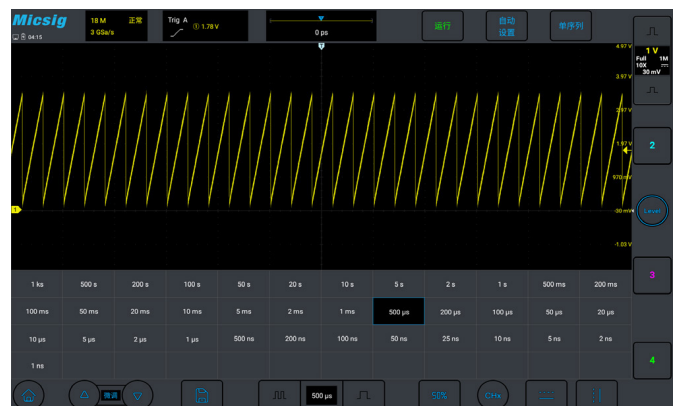 Micsig
18 M 正常
Trig A ① 1.78 V
0 ps
运行
自动
设置
单序列
04:15
3 GSa/s
T
4.97 V
1 V
Full 1M
10X
30 mV
3.97 V
2.97 V
1.97 V
2
970 mV
1
-30 mV
Level
-1.03 V
3
1 ks 500 s 200 s 100 s 50 s 20 s 10 s 5 s 2 s 1 s 500 ms 200 ms
100 ms 50 ms 20 ms 10 ms 5 ms 2 ms 1 ms 500 μs 200 μs 100 μs 50 μs 20 μs
10 μs 5 μs 2 μs 1 μs 500 ns 200 ns 100 ns 50 ns 25 ns 10 ns 5 ns 2 ns
1 ns
4
微调
500 μs
50%
CHx